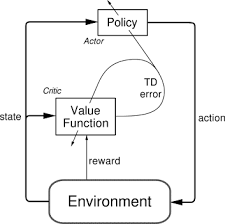 Policy
Actor
Critic
TD
error
Value
Function
state
action
reward
Environment